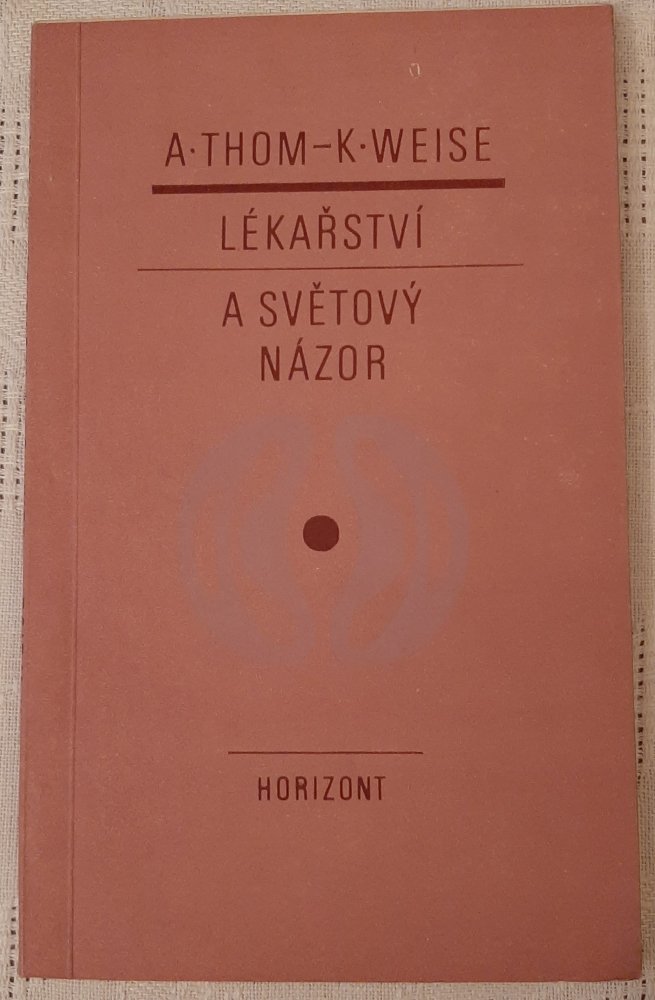 A·THOM–K·WEISE
LÉKAŘSTVÍ
A SVĚTOVÝ
NÁZOR
HORIZONT